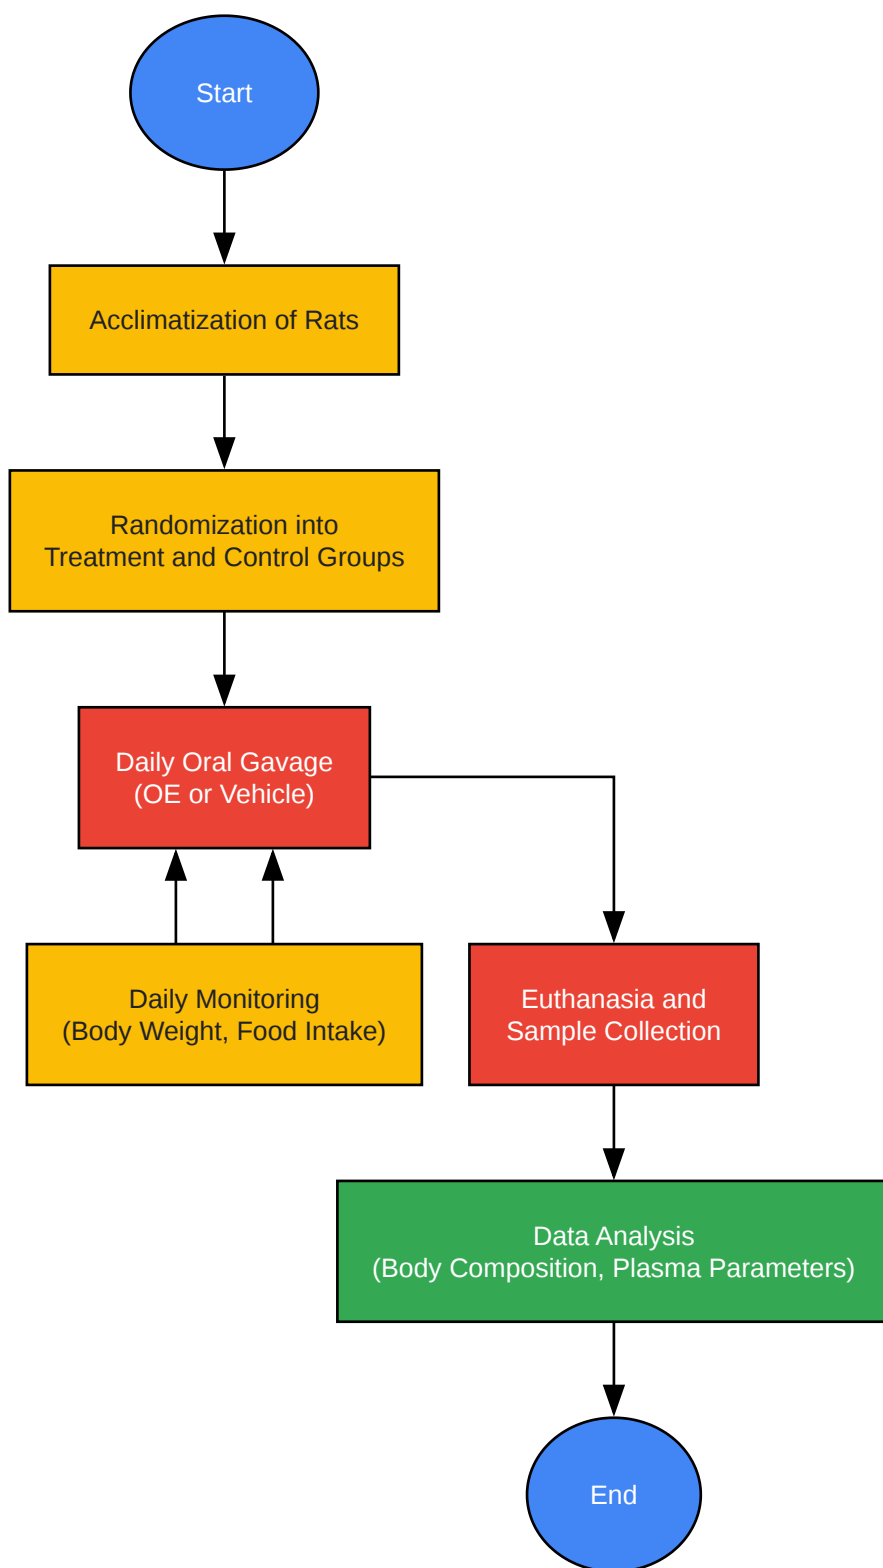 Start
Acclimatization of Rats
Randomization into
Treatment and Control Groups
Daily Oral Gavage
(OE or Vehicle)
Daily Monitoring
(Body Weight, Food Intake)
Euthanasia and
Sample Collection
Data Analysis
(Body Composition, Plasma Parameters)
End